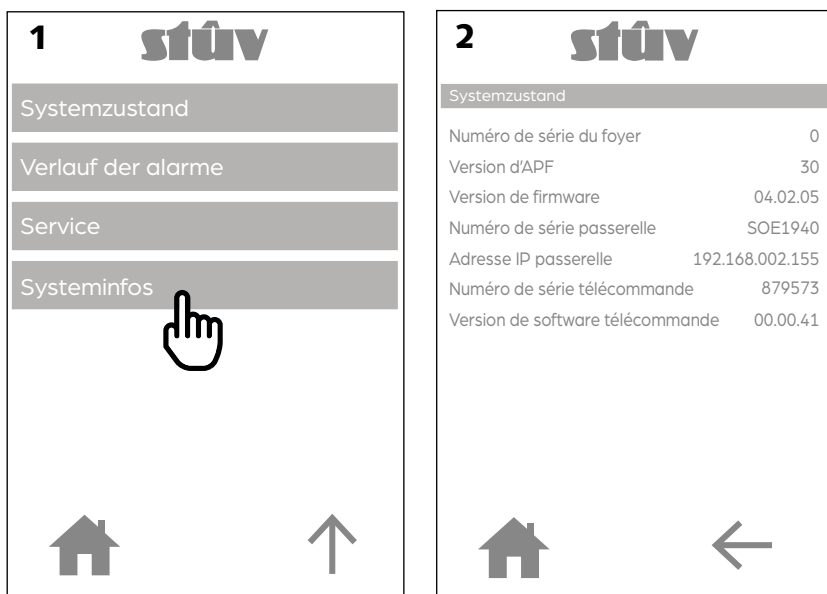 1
stûv
Systemzustand
Verlauf der alarme
Service
Systeminfos
2
stûv
Systemzustand
Numéro de série du foyer 0
Version d'APF 30
Version de firmware 04.02.05
Numéro de série passerelle SOE1940
Adresse IP passerelle 192.168.002.155
Numéro de série télécommande 879573
Version de software télécommande 00.00.41